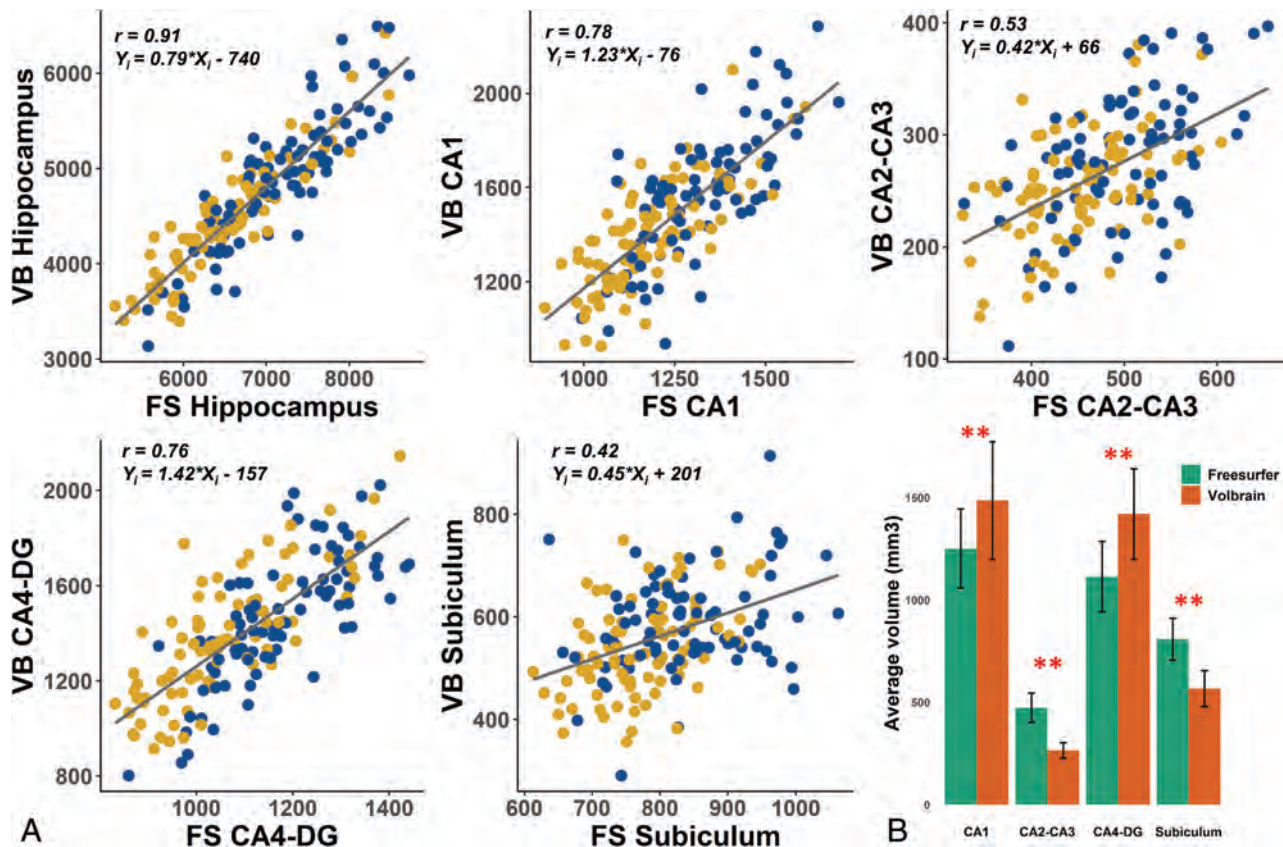 r = 0.91
Yi = 0.79*Xi - 740
VB Hippocampus
6000
5000
4000
3000
6000 7000 8000
FS Hippocampus
r = 0.78
Yi = 1.23*Xi - 76
VB CA1
2000
1600
1200
1000 1250 1500
FS CA1
r = 0.53
Yi = 0.42*Xi + 66
VB CA2-CA3
400
300
200
100
400 500 600
FS CA2-CA3
r = 0.76
Yi = 1.42*Xi - 157
VB CA4-DG
2000
1600
1200
800
1000 1200 1400
FS CA4-DG
A
r = 0.42
Yi = 0.45*Xi + 201
VB Subiculum
800
600
400
600 700 800 900 1000
FS Subiculum
** ** ** **
Freesurfer
Volbrain
Average volume (mm3)
1500
1000
500
0
CA1 CA2-CA3 CA4-DG Subiculum
B